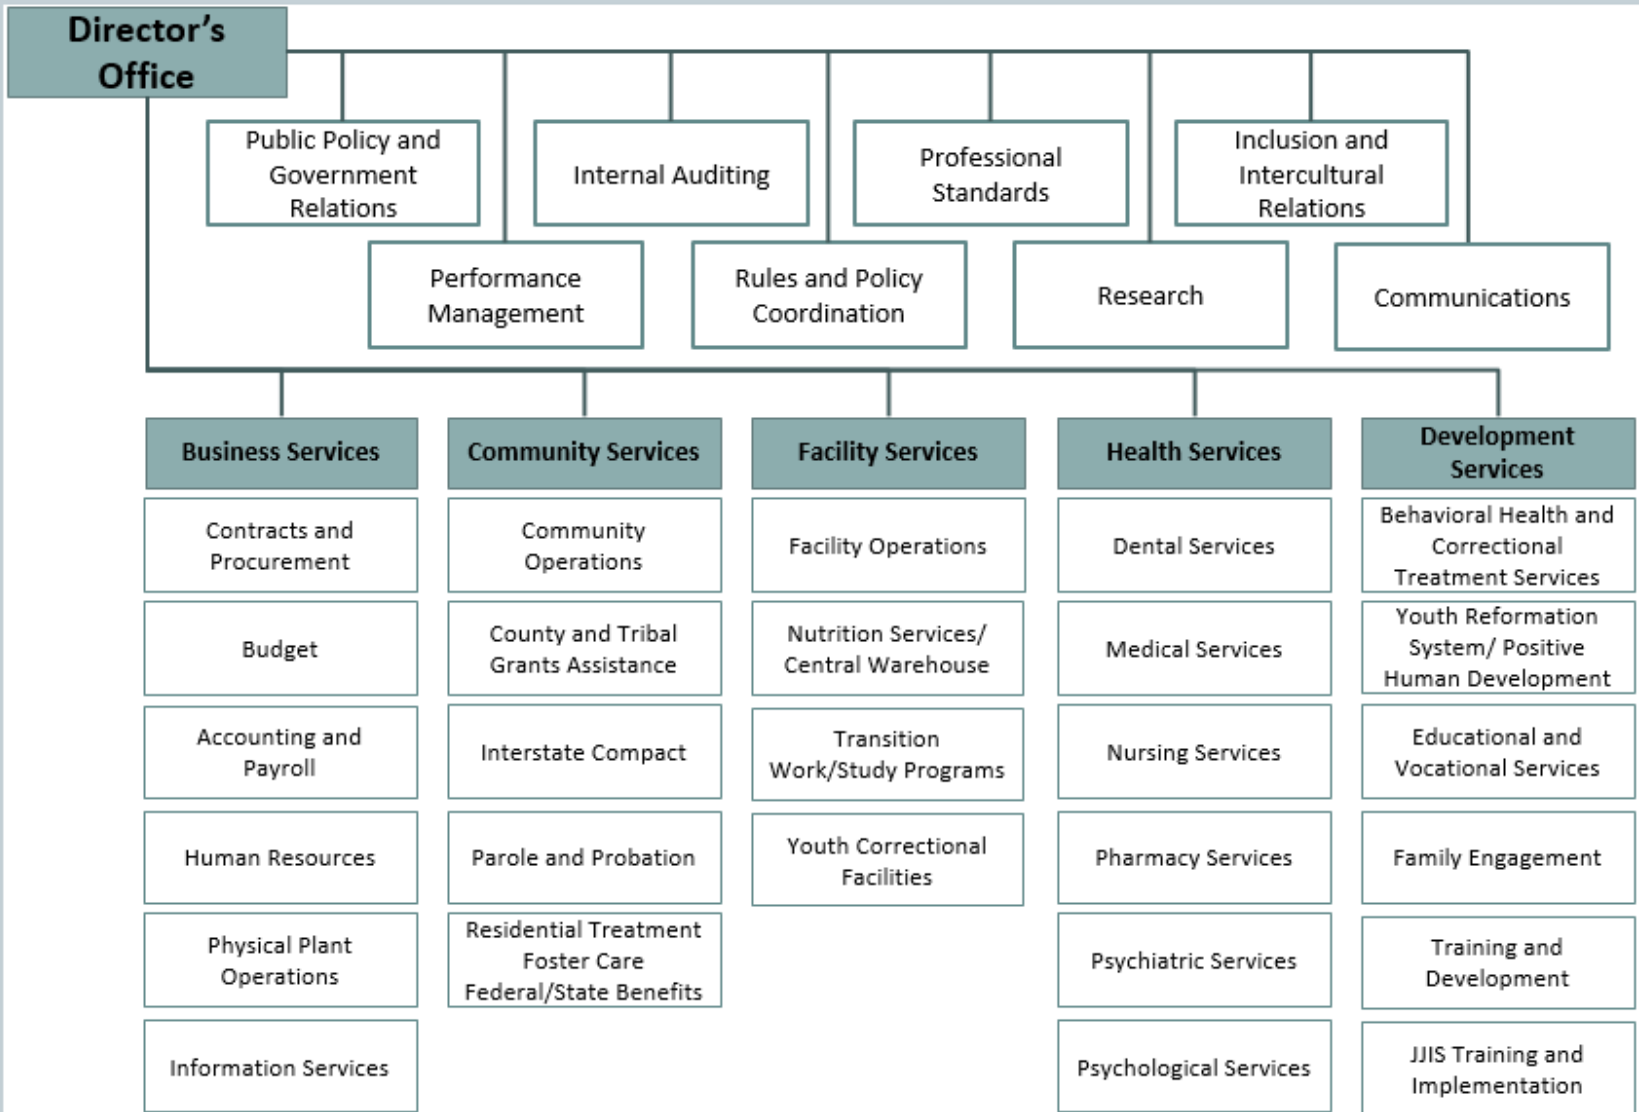 Director’s
Office
Public Policy and
Government
Relations
Internal Auditing
Professional
Standards
Inclusion and
Intercultural
Relations
Performance
Management
Rules and Policy
Coordination
Research
Communications
Business Services
Contracts and
Procurement
Budget
Accounting and
Payroll
Human Resources
Physical Plant
Operations
Information Services
Community Services
Community
Operations
County and Tribal
Grants Assistance
Interstate Compact
Parole and Probation
Residential Treatment
Foster Care
Federal/State Benefits
Facility Services
Facility Operations
Nutrition Services/
Central Warehouse
Transition
Work/Study Programs
Youth Correctional
Facilities
Health Services
Dental Services
Medical Services
Nursing Services
Pharmacy Services
Psychiatric Services
Psychological Services
Development
Services
Behavioral Health and
Correctional
Treatment Services
Youth Reformation
System/ Positive
Human Development
Educational and
Vocational Services
Family Engagement
Training and
Development
JJIS Training and
Implementation